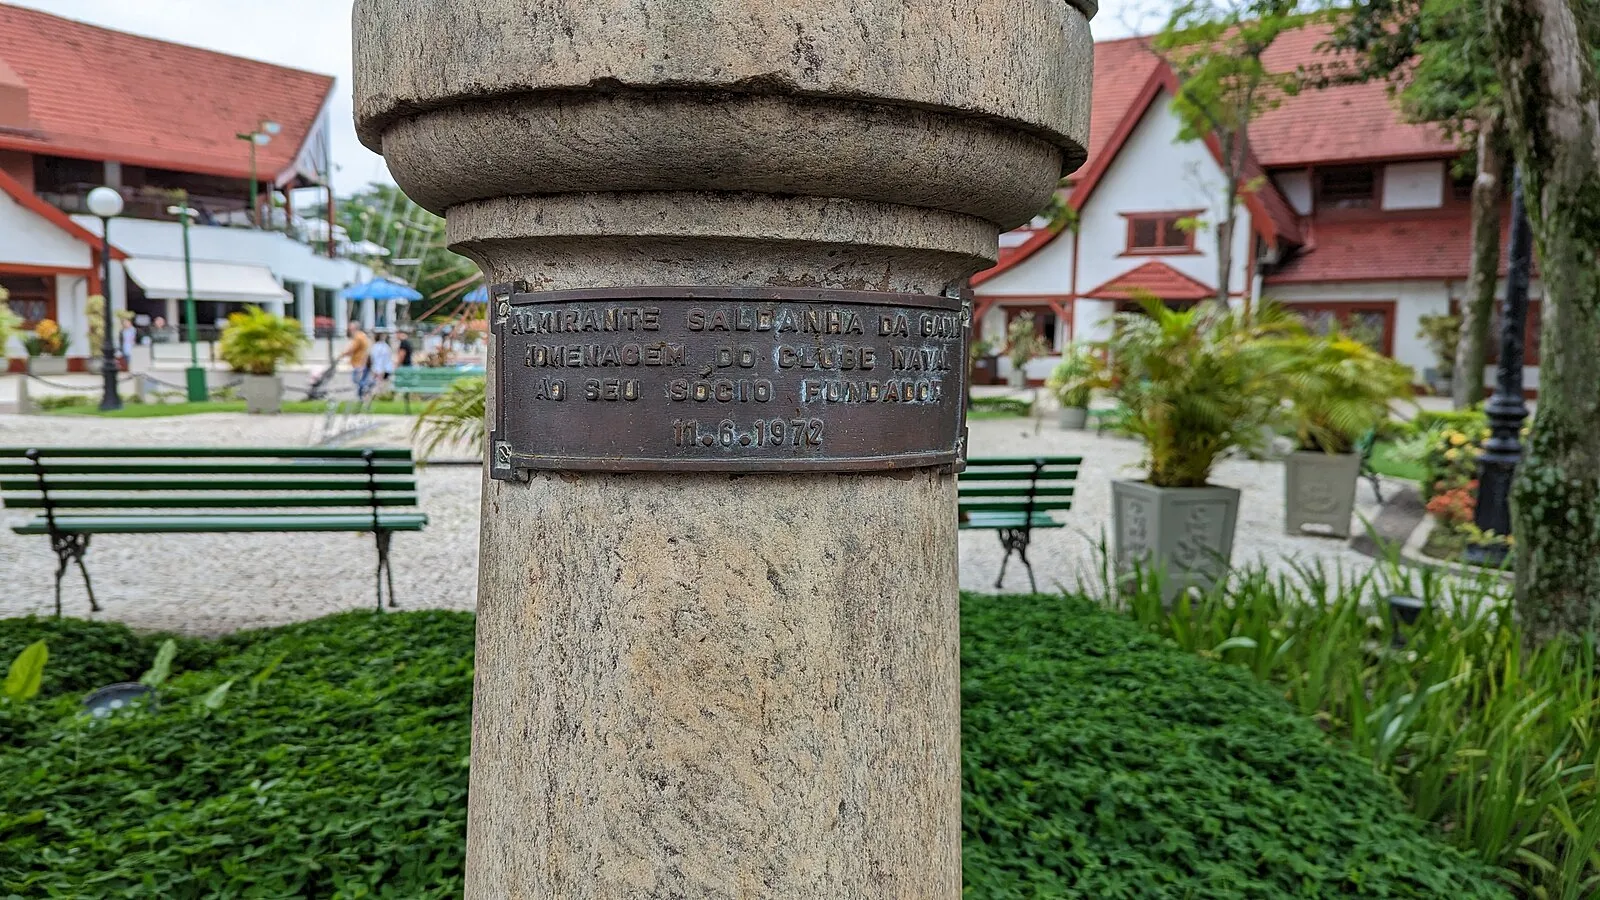 ALMIRANTE SALDANHA DA GAMA
HOMENAGEM DO CLUBE NAVAL
AO SEU SÓCIO FUNDADOR
11.6.1972